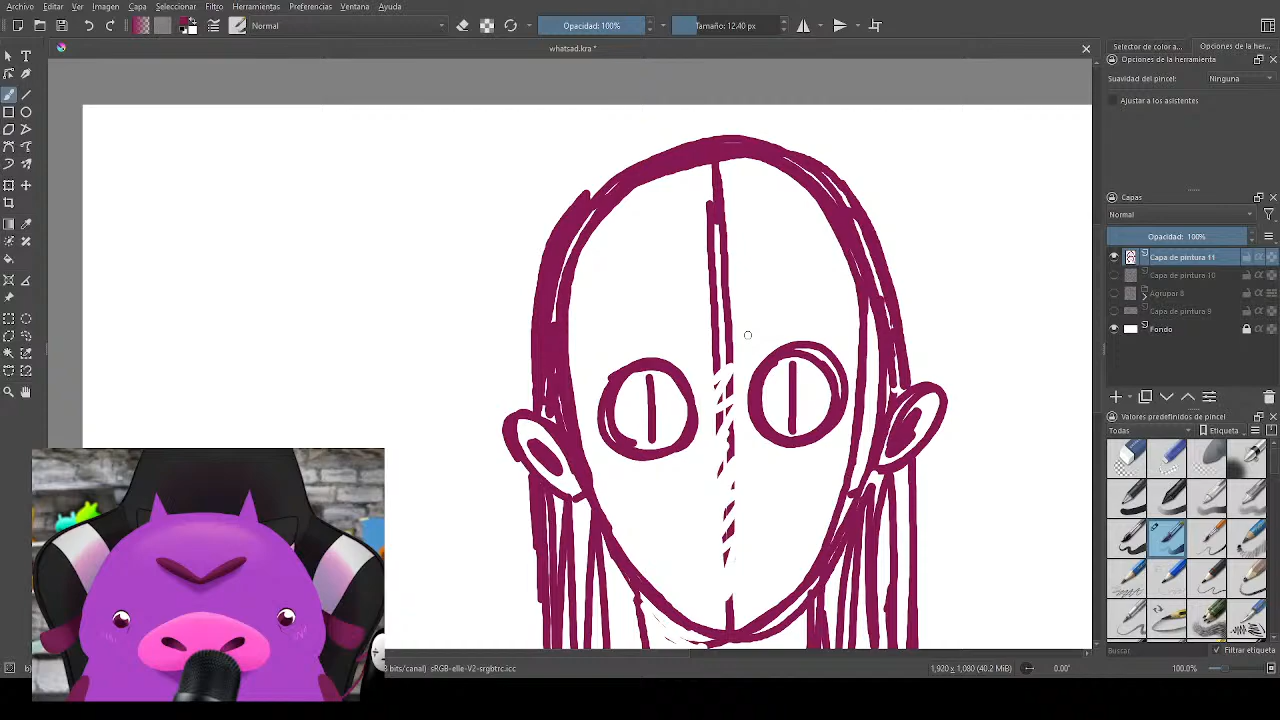 Archivo Editar Ver Imagen Capa Seleccionar Filtro Herramientas Preferencias Ventana Ayuda
Normal Opacidad: 100% Tamaño: 12.40 px
whatsad.kra *
Selector de color a... Opciones de la her...
Opciones de la herramienta
Suavidad del pincel: Ninguna
Ajustar a los asistentes
Capas
Normal
Opacidad: 100%
Capa de pintura 11
Capa de pintura 10
Agrupar 8
Capa de pintura 9
Fondo
Valores predefinidos de pincel
Todas Etiqueta
Buscar Filtrar etiqueta
bits/canal) sRGB-elle-V2-srgbtrc.icc 1,920 x 1,080 (40.2 MiB) 0.00° 100.0%